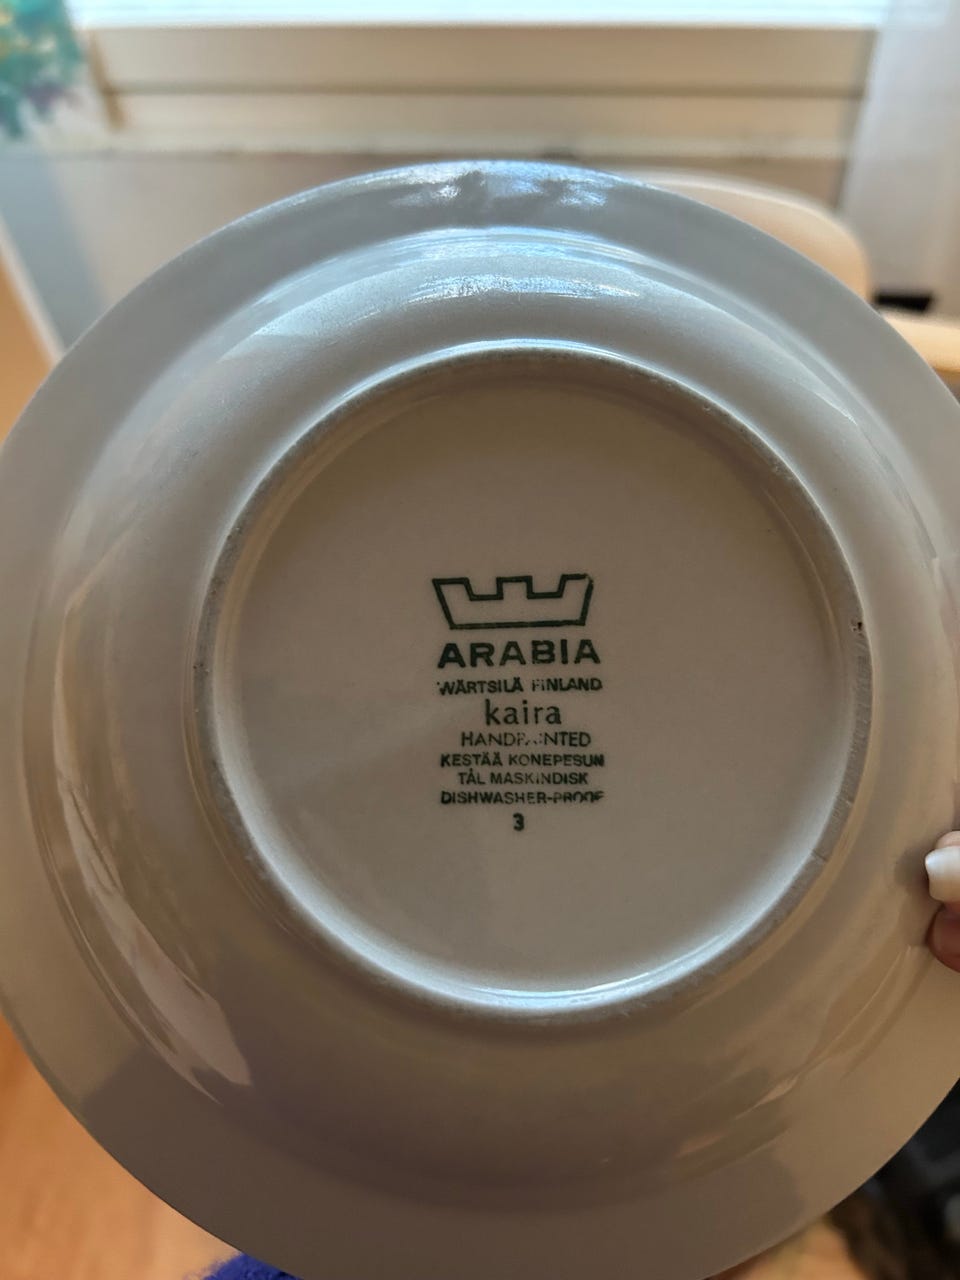 ARABIA
WÄRTSILÄ FINLAND
kaira
HANDPAINTED
KESTÄÄ KONEPESUN
TÅL MASKINDISK
DISHWASHER-PROOF
3